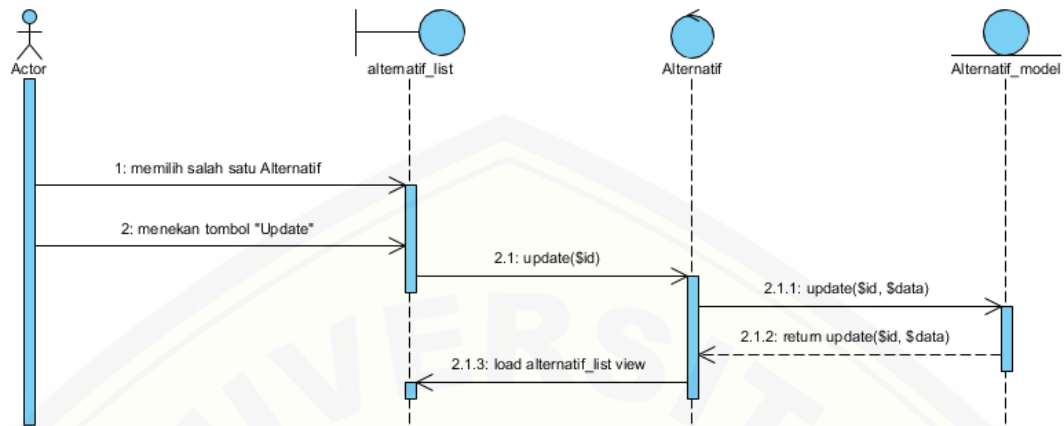 Actor
alternatif_list
Alternatif
Alternatif_model
1: memilih salah satu Alternatif
2: menekan tombol "Update"
2.1: update($id)
2.1.1: update($id, $data)
2.1.2: return update($id, $data)
2.1.3: load alternatif_list view
UNIVERSIT